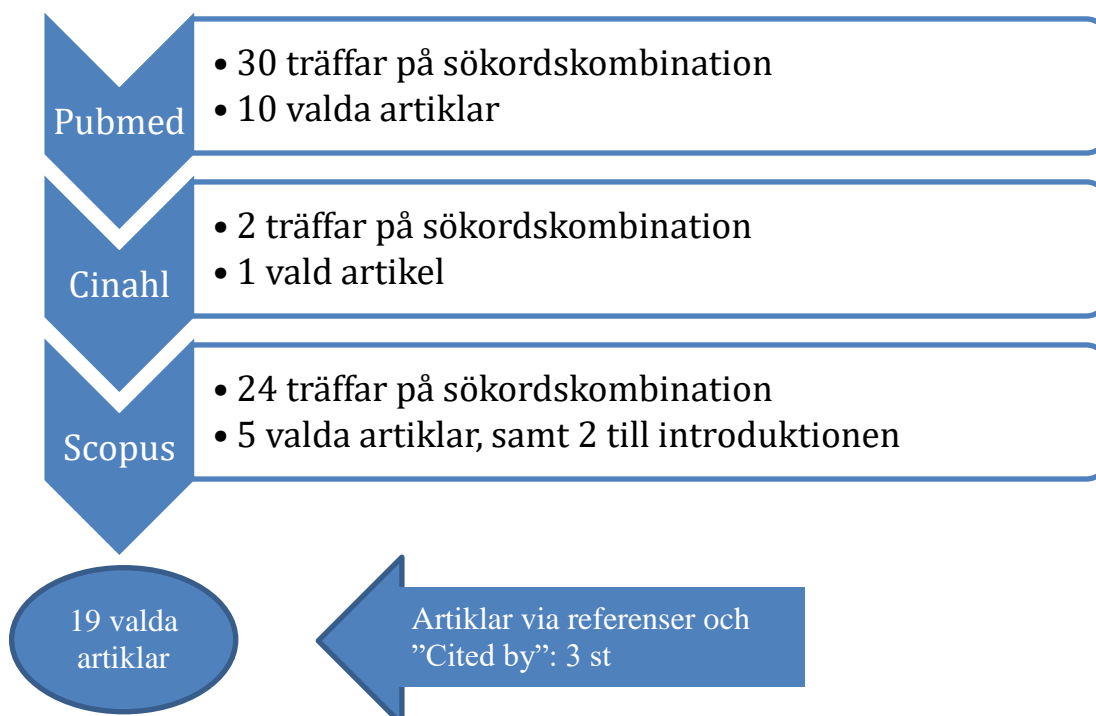 Pubmed
• 30 träffar på sökordskombination
• 10 valda artiklar
Cinahl
• 2 träffar på sökordskombination
• 1 vald artikel
Scopus
• 24 träffar på sökordskombination
• 5 valda artiklar, samt 2 till introduktionen
19 valda
artiklar
Artiklar via referenser och
”Cited by”: 3 st